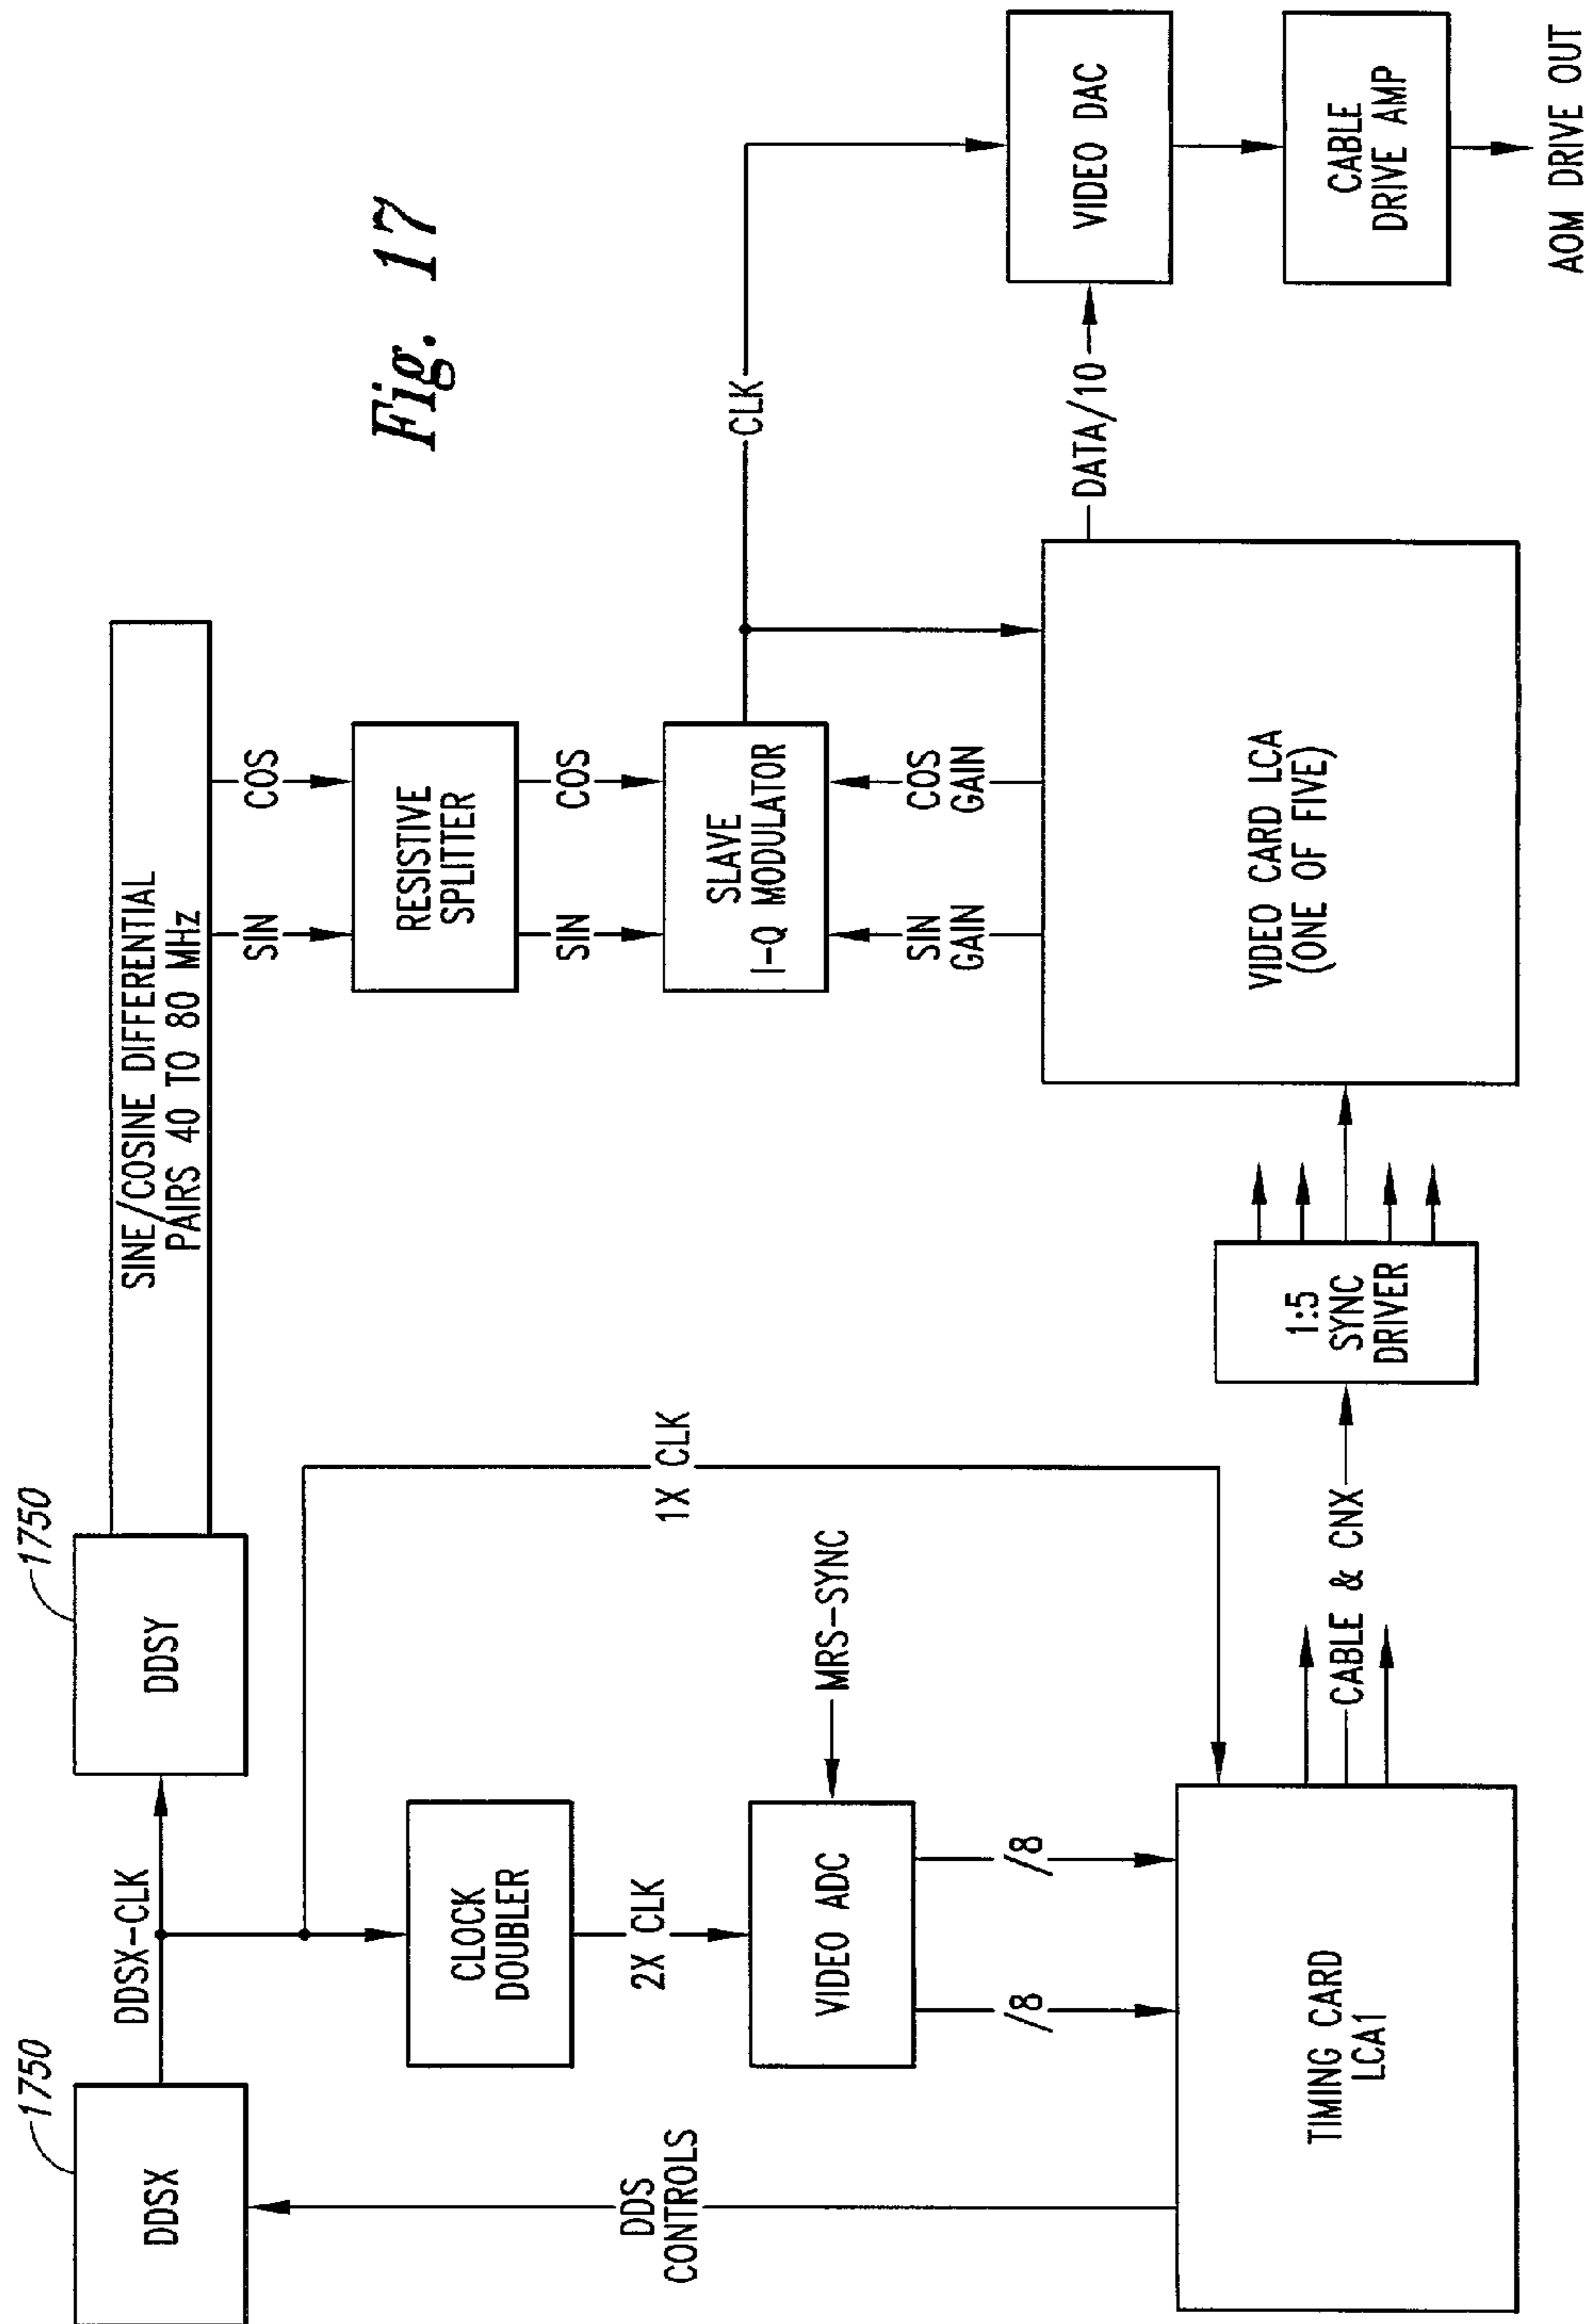 Fig. 17
1750
DDSX
DDSX-CLK
1750
DDSY
SINE/COSINE DIFFERENTIAL
PAIRS 40 TO 80 MHz
SIN
COS
RESISTIVE
SPLITTER
SIN
COS
SLAVE
I-Q MODULATOR
SIN
GAIN
COS
GAIN
CLK
1X CLK
CLOCK
DOUBLER
2X CLK
VIDEO ADC
MRS-SYNC
/8
/8
DDS
CONTROLS
TIMING CARD
LCA1
CABLE & CNX
1:5
SYNC
DRIVER
VIDEO CARD LCA
(ONE OF FIVE)
DATA/10
VIDEO DAC
CABLE
DRIVE AMP
AOM DRIVE OUT